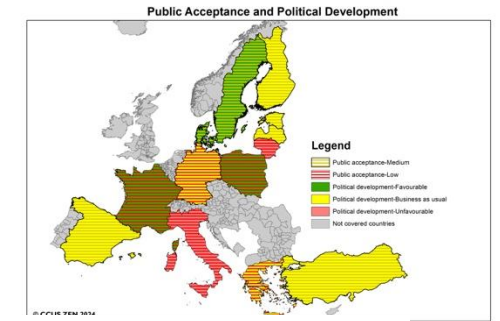 Public Acceptance and Political Development
Legend
Public acceptance-Medium
Public acceptance-Low
Political development-Favourable
Political development-Business as usual
Political development-Unfavourable
Not covered countries
© CCUS ZEN 2024